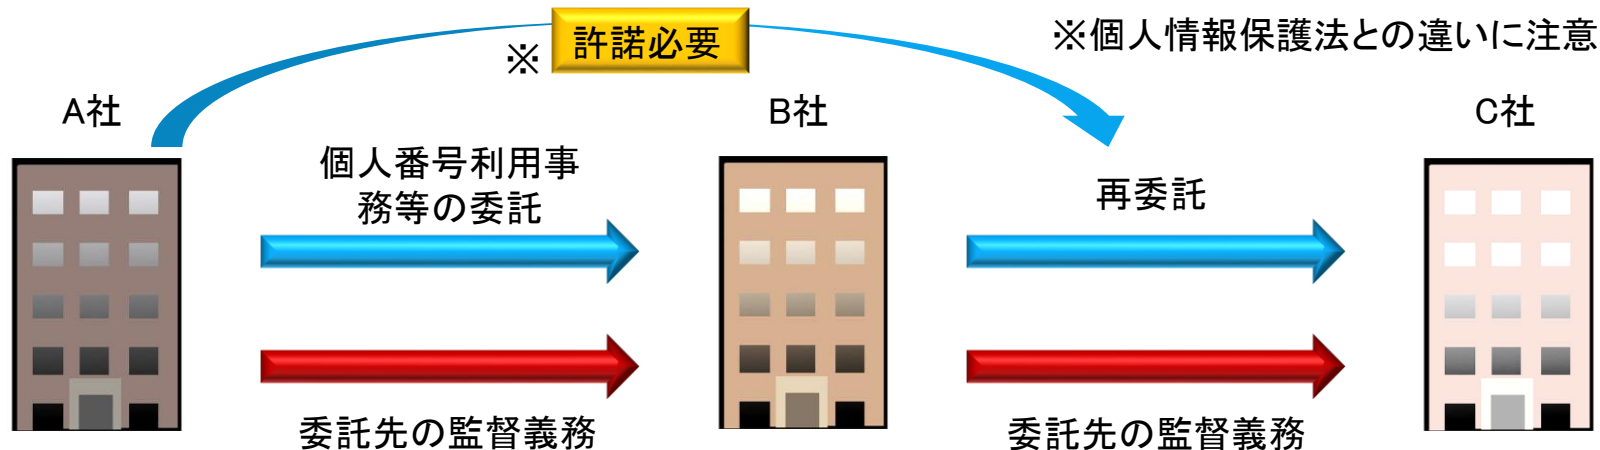 ※
許諾必要
※個人情報保護法との違いに注意
A社
B社
C社
個人番号利用事
務等の委託
再委託
委託先の監督義務
委託先の監督義務